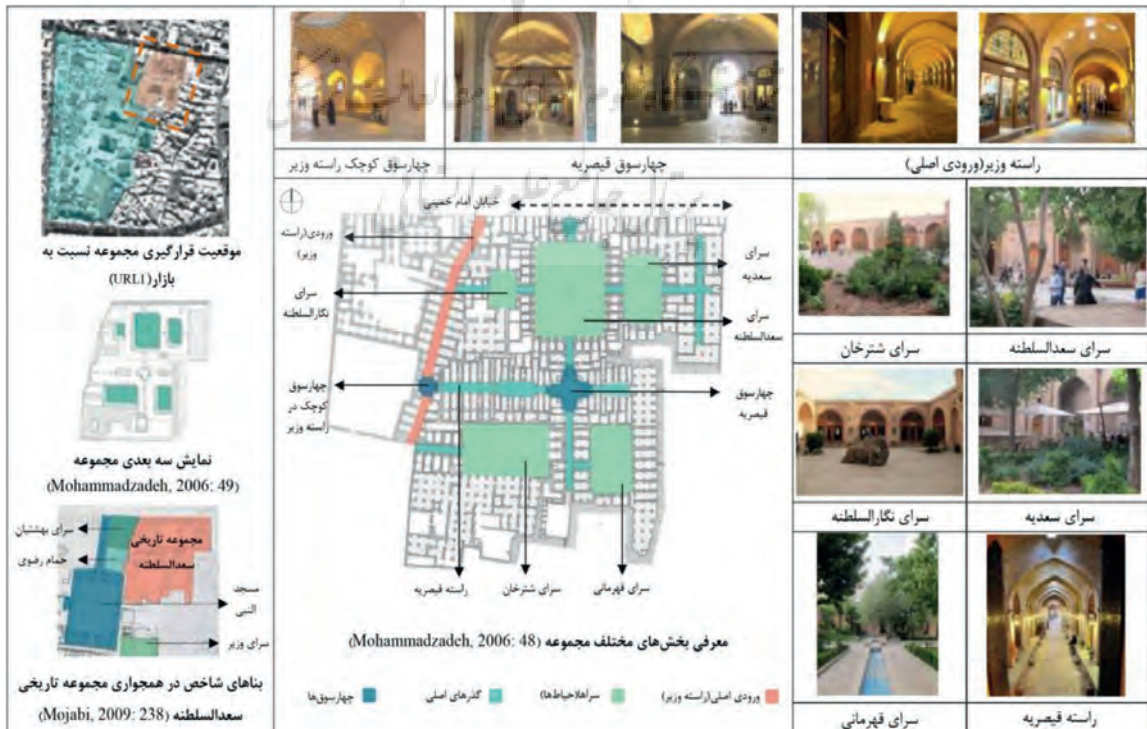 چهارسوق کوچک راسته وزیر
چهارسوق قیصریه
راسته وزیر(ورودی اصلی)
موقعیت قرارگیری مجموعه نسبت به
بازار(URL1)
نمایش سه بعدی مجموعه
(Mohammadzadeh, 2006: 49)
سرای بهشتیان
حمام رضوی
مجموعه تاریخی
سعدالسلطنه
مسجد
النبی
سرای وزیر
بناهای شاخص در همجواری مجموعه تاریخی
سعدالسلطنه (Mojabi, 2009: 238)
خیابان امام خمینی
ورودی(راسته
وزیر)
سرای
نگارالسلطنه
چهارسوق
کوچک در
راسته وزیر
سرای
سعدیه
سرای
سعدالسلطنه
چهارسوق
قیصریه
راسته قیصریه
سرای شترخان
سرای قهرمانی
معرفی بخش‌های مختلف مجموعه (Mohammadzadeh, 2006: 48)
ورودی اصلی(راسته وزیر)
سراها(حیاط‌ها)
گذرهای اصلی
چهارسوق‌ها
سرای شترخان
سرای سعدالسلطنه
سرای نگارالسلطنه
سرای سعدیه
سرای قهرمانی
راسته قیصریه